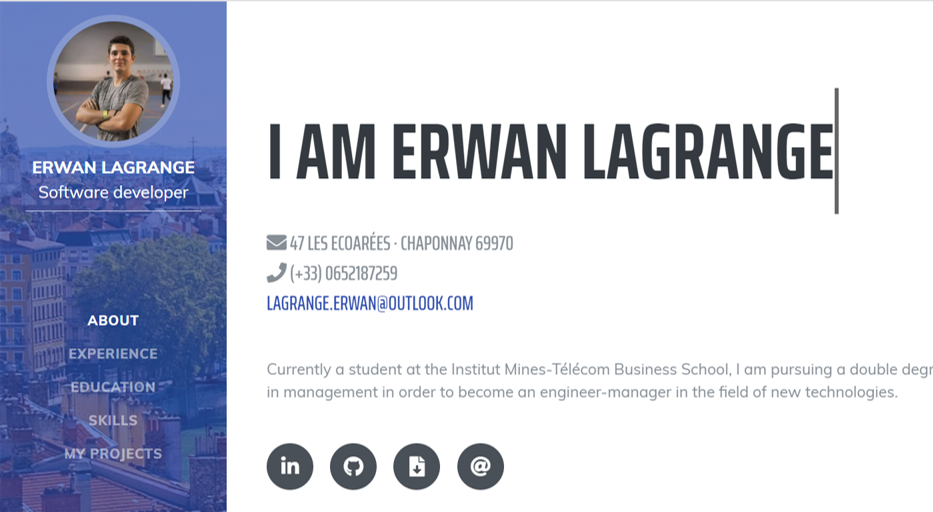 ERWAN LAGRANGE
Software developer
ABOUT
EXPERIENCE
EDUCATION
SKILLS
MY PROJECTS
I AM ERWAN LAGRANGE
47 LES ECOARÉES · CHAPONNAY 69970
(+33) 0652187259
LAGRANGE.ERWAN@OUTLOOK.COM
Currently a student at the Institut Mines-Télécom Business School, I am pursuing a double
in management in order to become an engineer-manager in the field of new technologies.
in
@